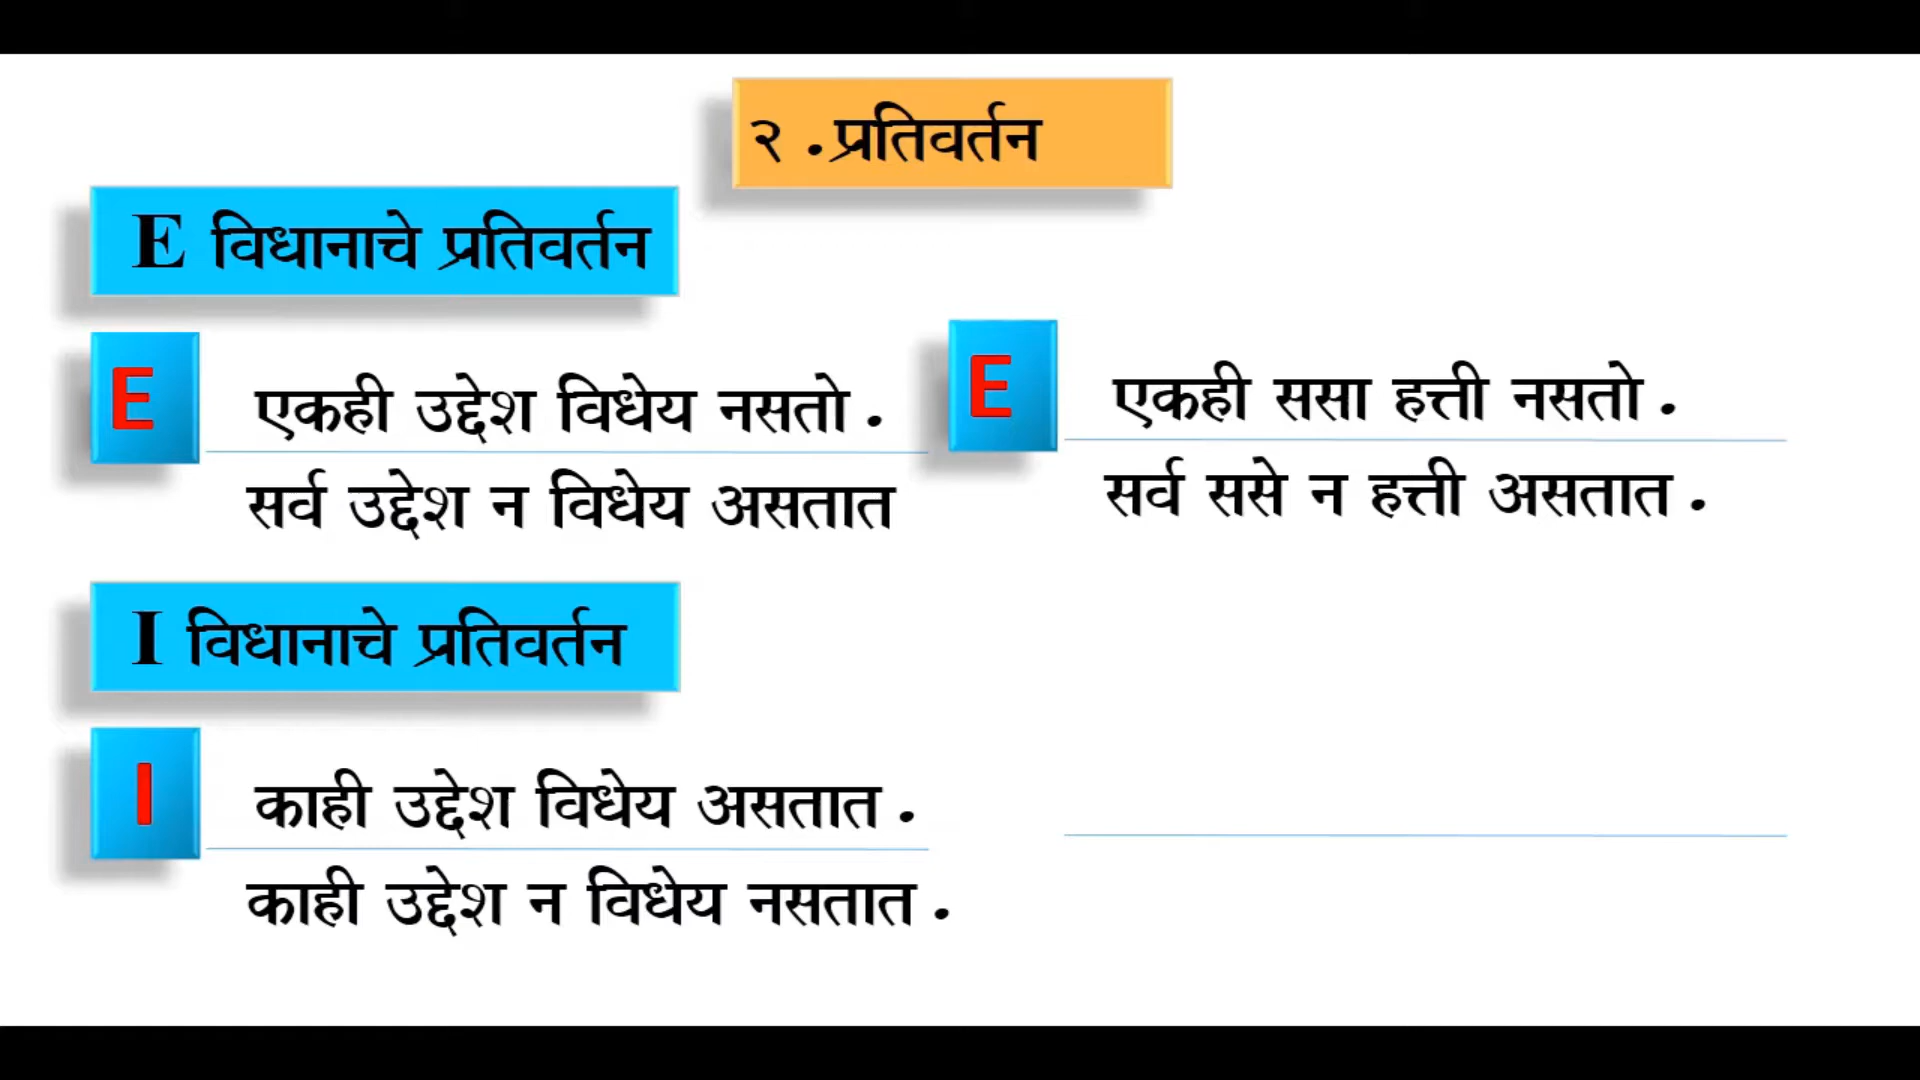 २ .प्रतिवर्तन
E विधानाचे प्रतिवर्तन
E
एकही उद्देश विधेय नसतो.
सर्व उद्देश न विधेय असतात
E
एकही ससा हत्ती नसतो.
सर्व ससे न हत्ती असतात.
I विधानाचे प्रतिवर्तन
I
काही उद्देश विधेय असतात.
काही उद्देश न विधेय नसतात.